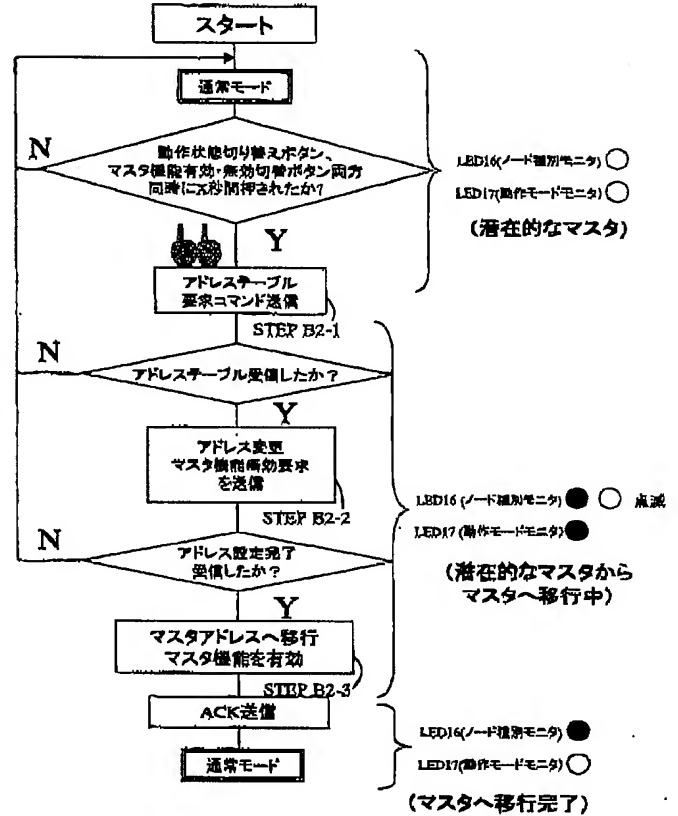 スタート
通常モード
N
動作状態切り替えボタン、
マスタ機能有効・無効切替ボタン両方
同時にX秒間押されたか?
Y
アドレステーブル
要求コマンド送信
STEP B2-1
LED16(ノード種別モニタ)
LED17(動作モードモニタ)
(潜在的なマスタ)
N
アドレステーブル受信したか?
Y
アドレス変更
マスタ機能無効要求
を送信
STEP B2-2
N
アドレス設定完了
受信したか?
Y
マスタアドレスへ移行
マスタ機能を有効
STEP B2-3
LED16(ノード種別モニタ) 点滅
LED17(動作モードモニタ)
(潜在的なマスタから
マスタへ移行中)
ACK送信
通常モード
LED16(ノード種別モニタ)
LED17(動作モードモニタ)
(マスタへ移行完了)